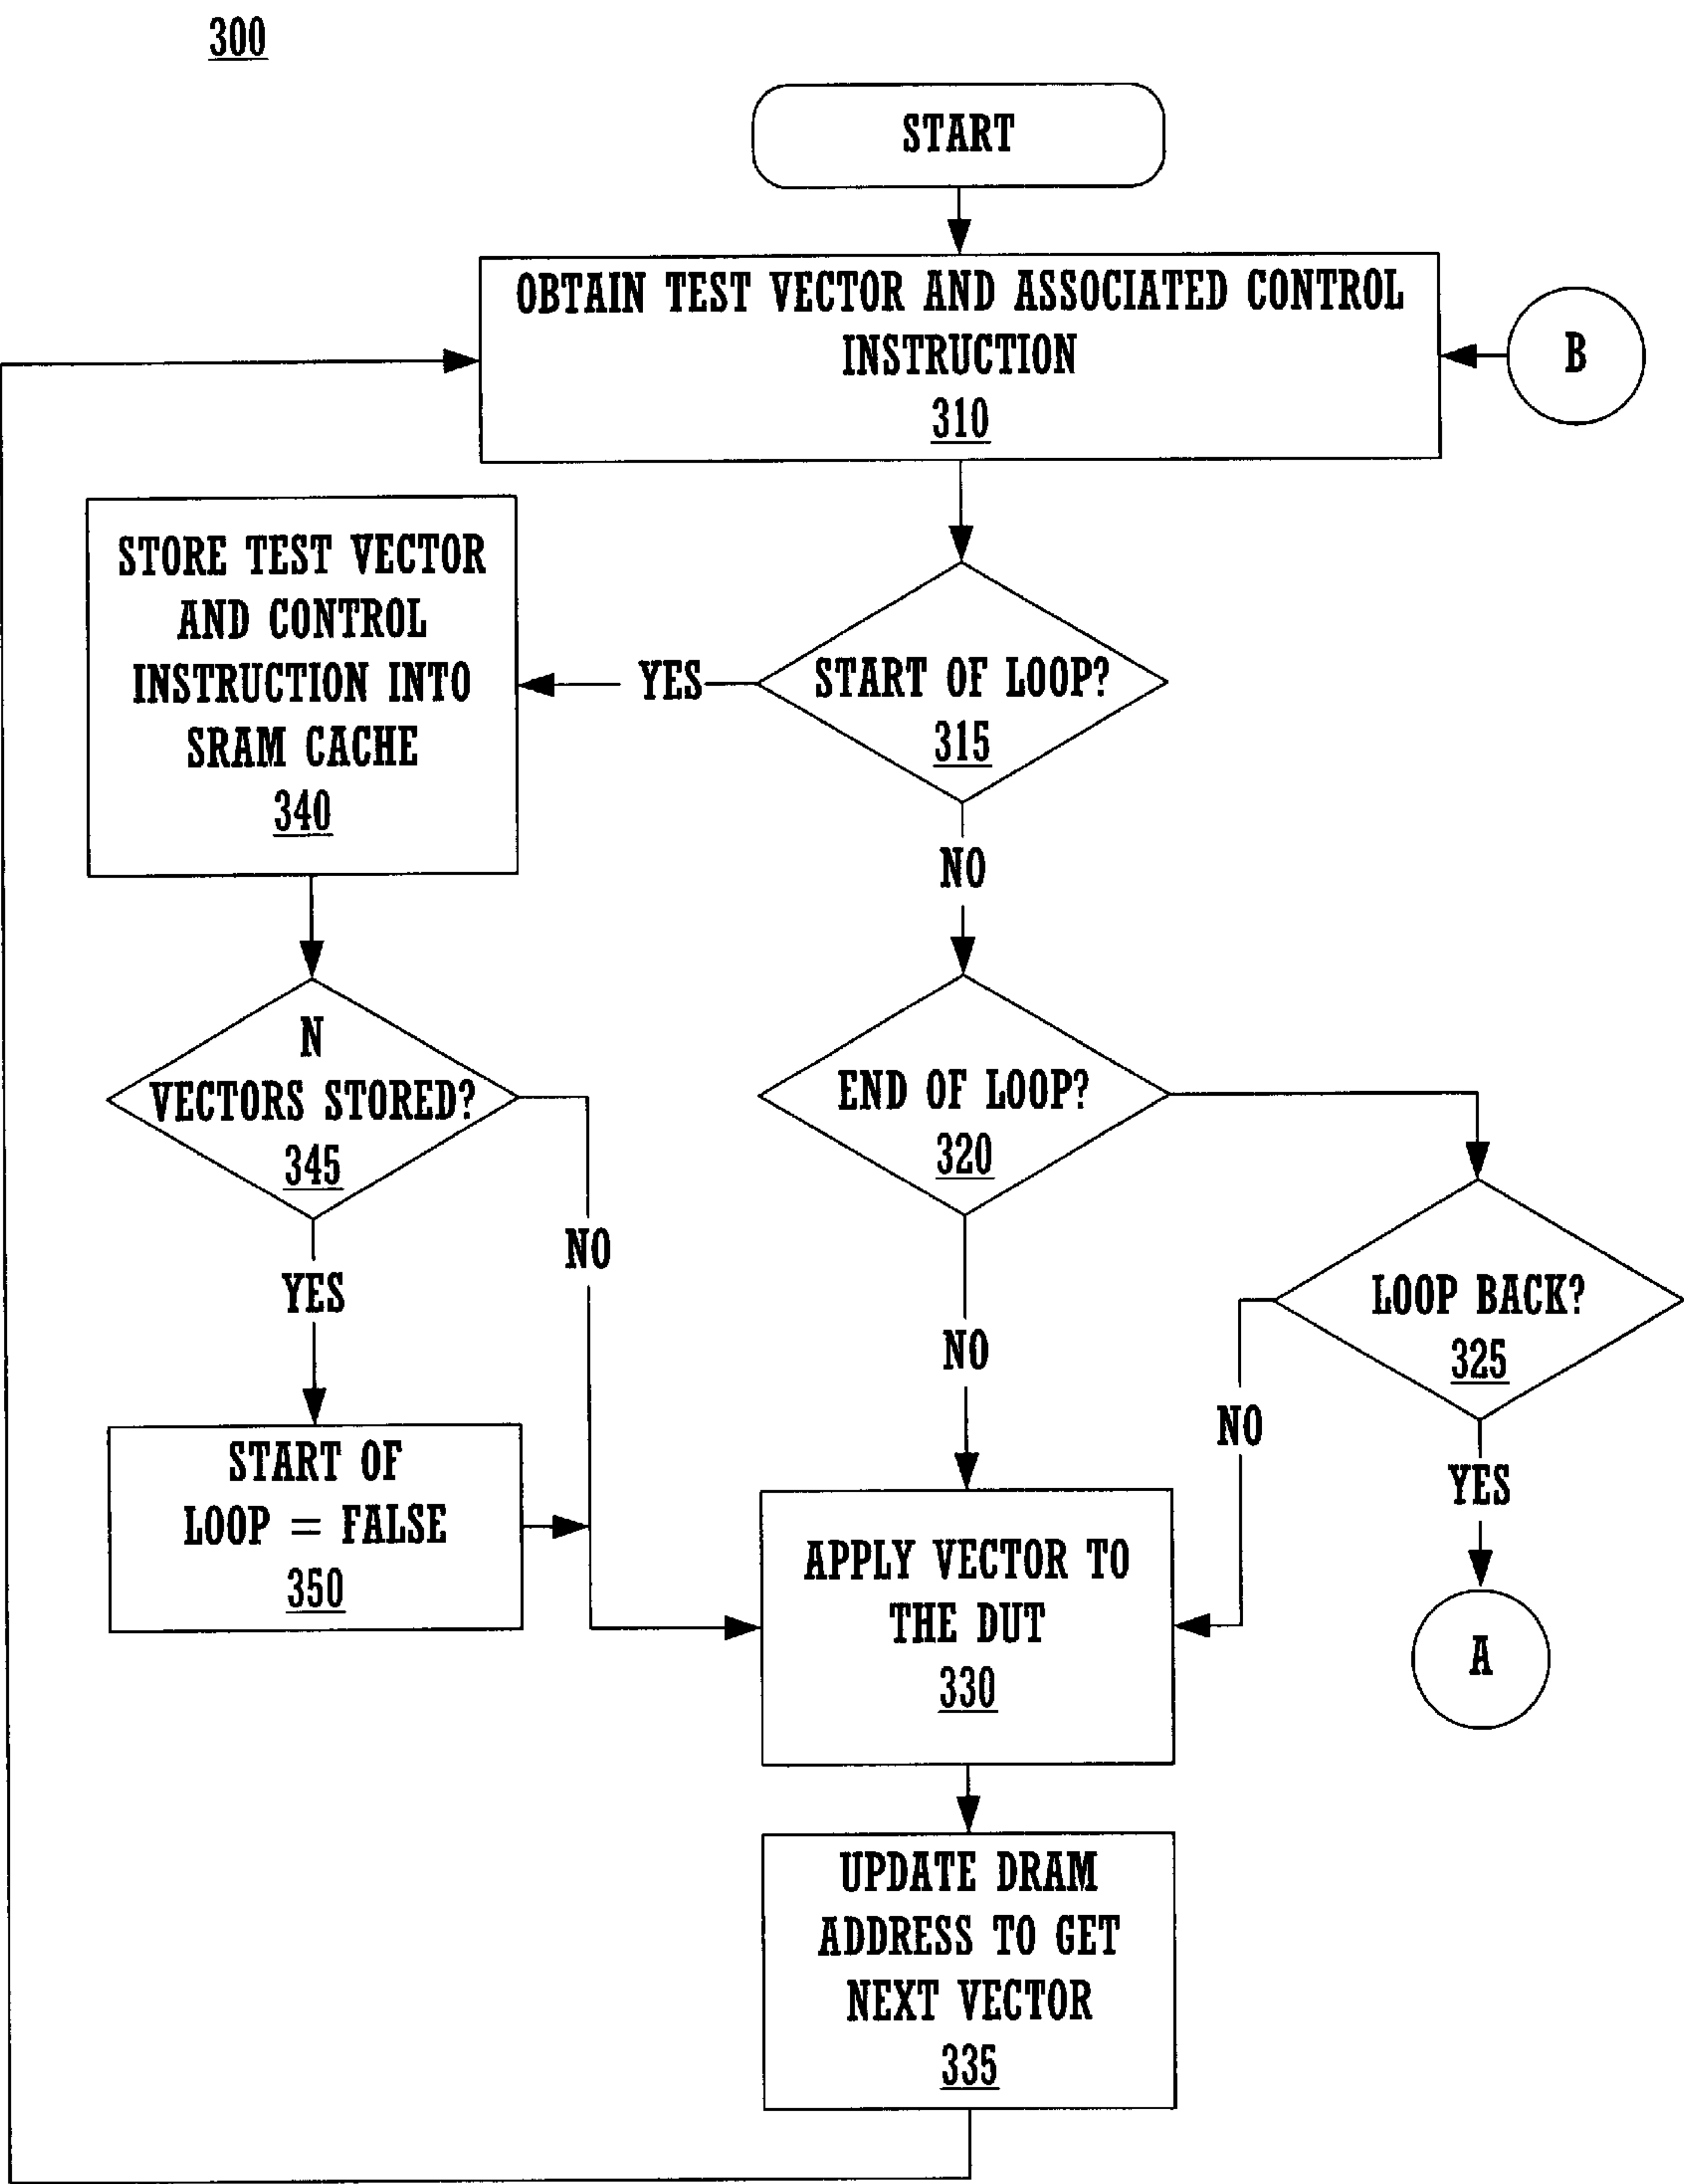 300
START
OBTAIN TEST VECTOR AND ASSOCIATED CONTROL
INSTRUCTION
310
B
STORE TEST VECTOR
AND CONTROL
INSTRUCTION INTO
SRAM CACHE
340
YES
START OF LOOP?
315
NO
N
VECTORS STORED?
345
END OF LOOP?
320
NO
YES
LOOP BACK?
325
NO
NO
YES
START OF
LOOP = FALSE
350
APPLY VECTOR TO
THE DUT
330
A
UPDATE DRAM
ADDRESS TO GET
NEXT VECTOR
335